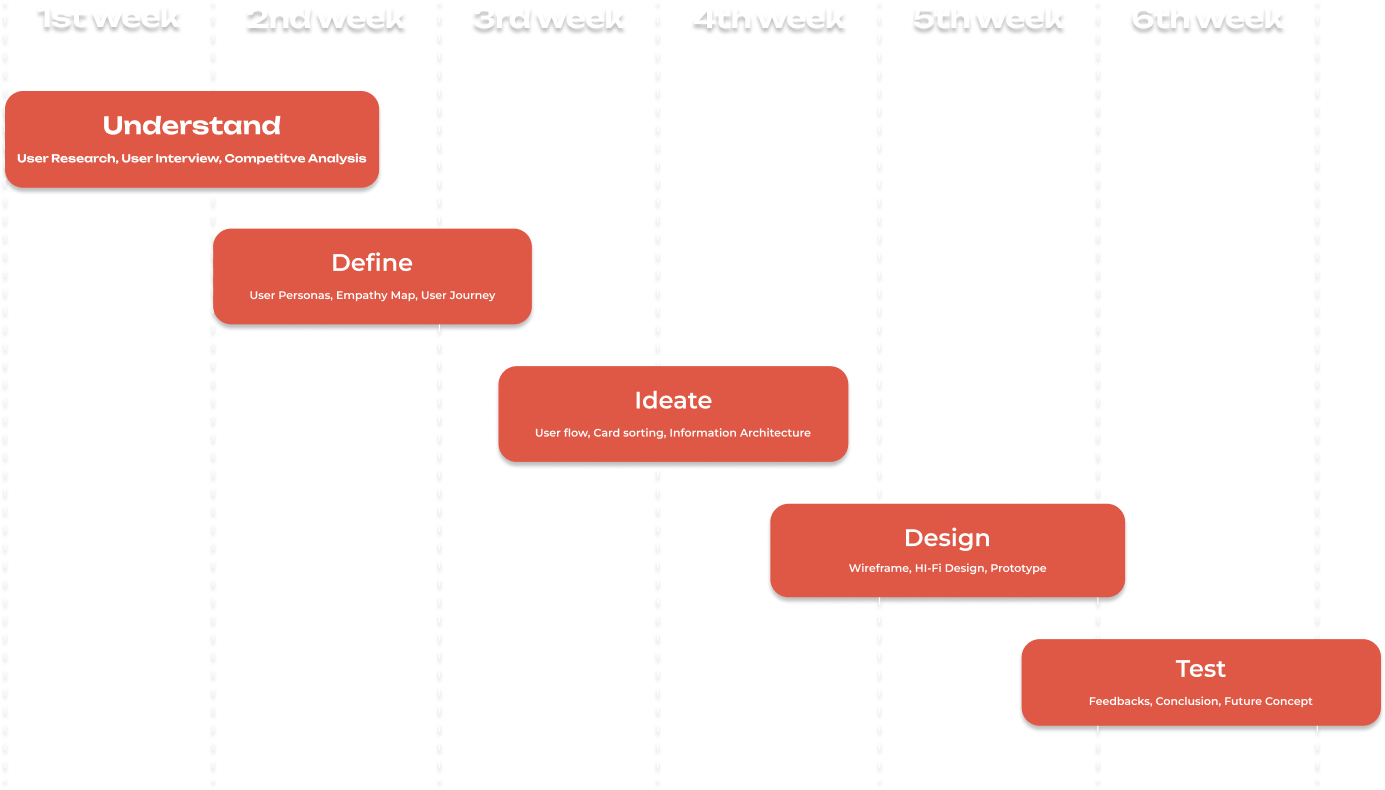 1st week 2nd week 3rd week 4th week 5th week 6th week
Understand
User Research, User Interview, Competitve Analysis
Define
User Personas, Empathy Map, User Journey
Ideate
User flow, Card sorting, Information Architecture
Design
Wireframe, HI-Fi Design, Prototype
Test
Feedbacks, Conclusion, Future Concept